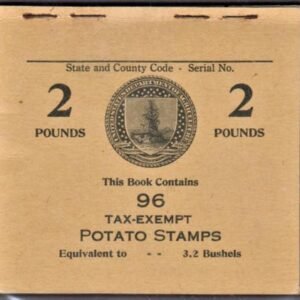 State and County Code - Serial No.
2 2
POUNDS POUNDS
This Book Contains
96
TAX-EXEMPT
POTATO STAMPS
Equivalent to - - 3.2 Bushels